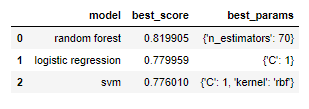 model best_score best_params
0 random forest 0.819905 {'n_estimators': 70}
1 logistic regression 0.779959 {'C': 1}
2 svm 0.776010 {'C': 1, 'kernel': 'rbf'}